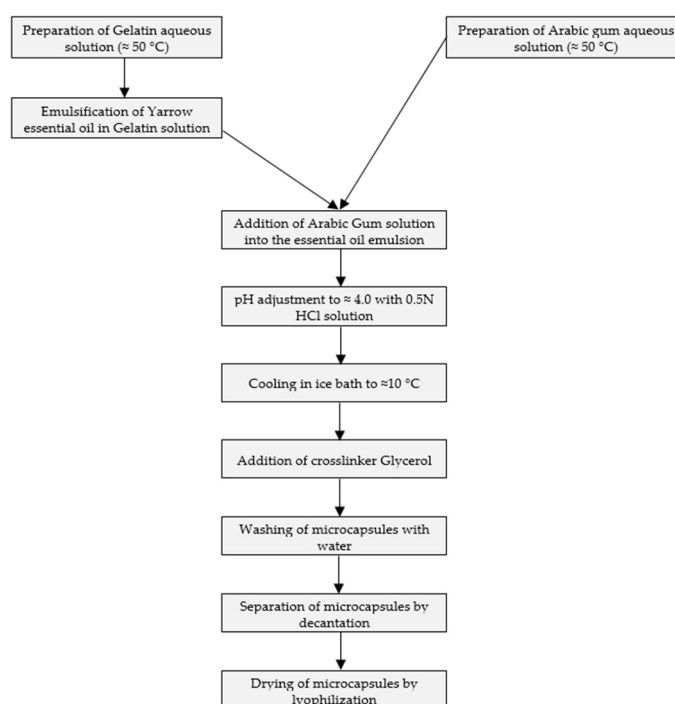 Preparation of Gelatin aqueous
solution (≈ 50 °C)
Preparation of Arabic gum aqueous
solution (≈ 50 °C)
Emulsification of Yarrow
essential oil in Gelatin solution
Addition of Arabic Gum solution
into the essential oil emulsion
pH adjustment to ≈ 4.0 with 0.5N
HCl solution
Cooling in ice bath to ≈10 °C
Addition of crosslinker Glycerol
Washing of microcapsules with
water
Separation of microcapsules by
decantation
Drying of microcapsules by
lyophilization